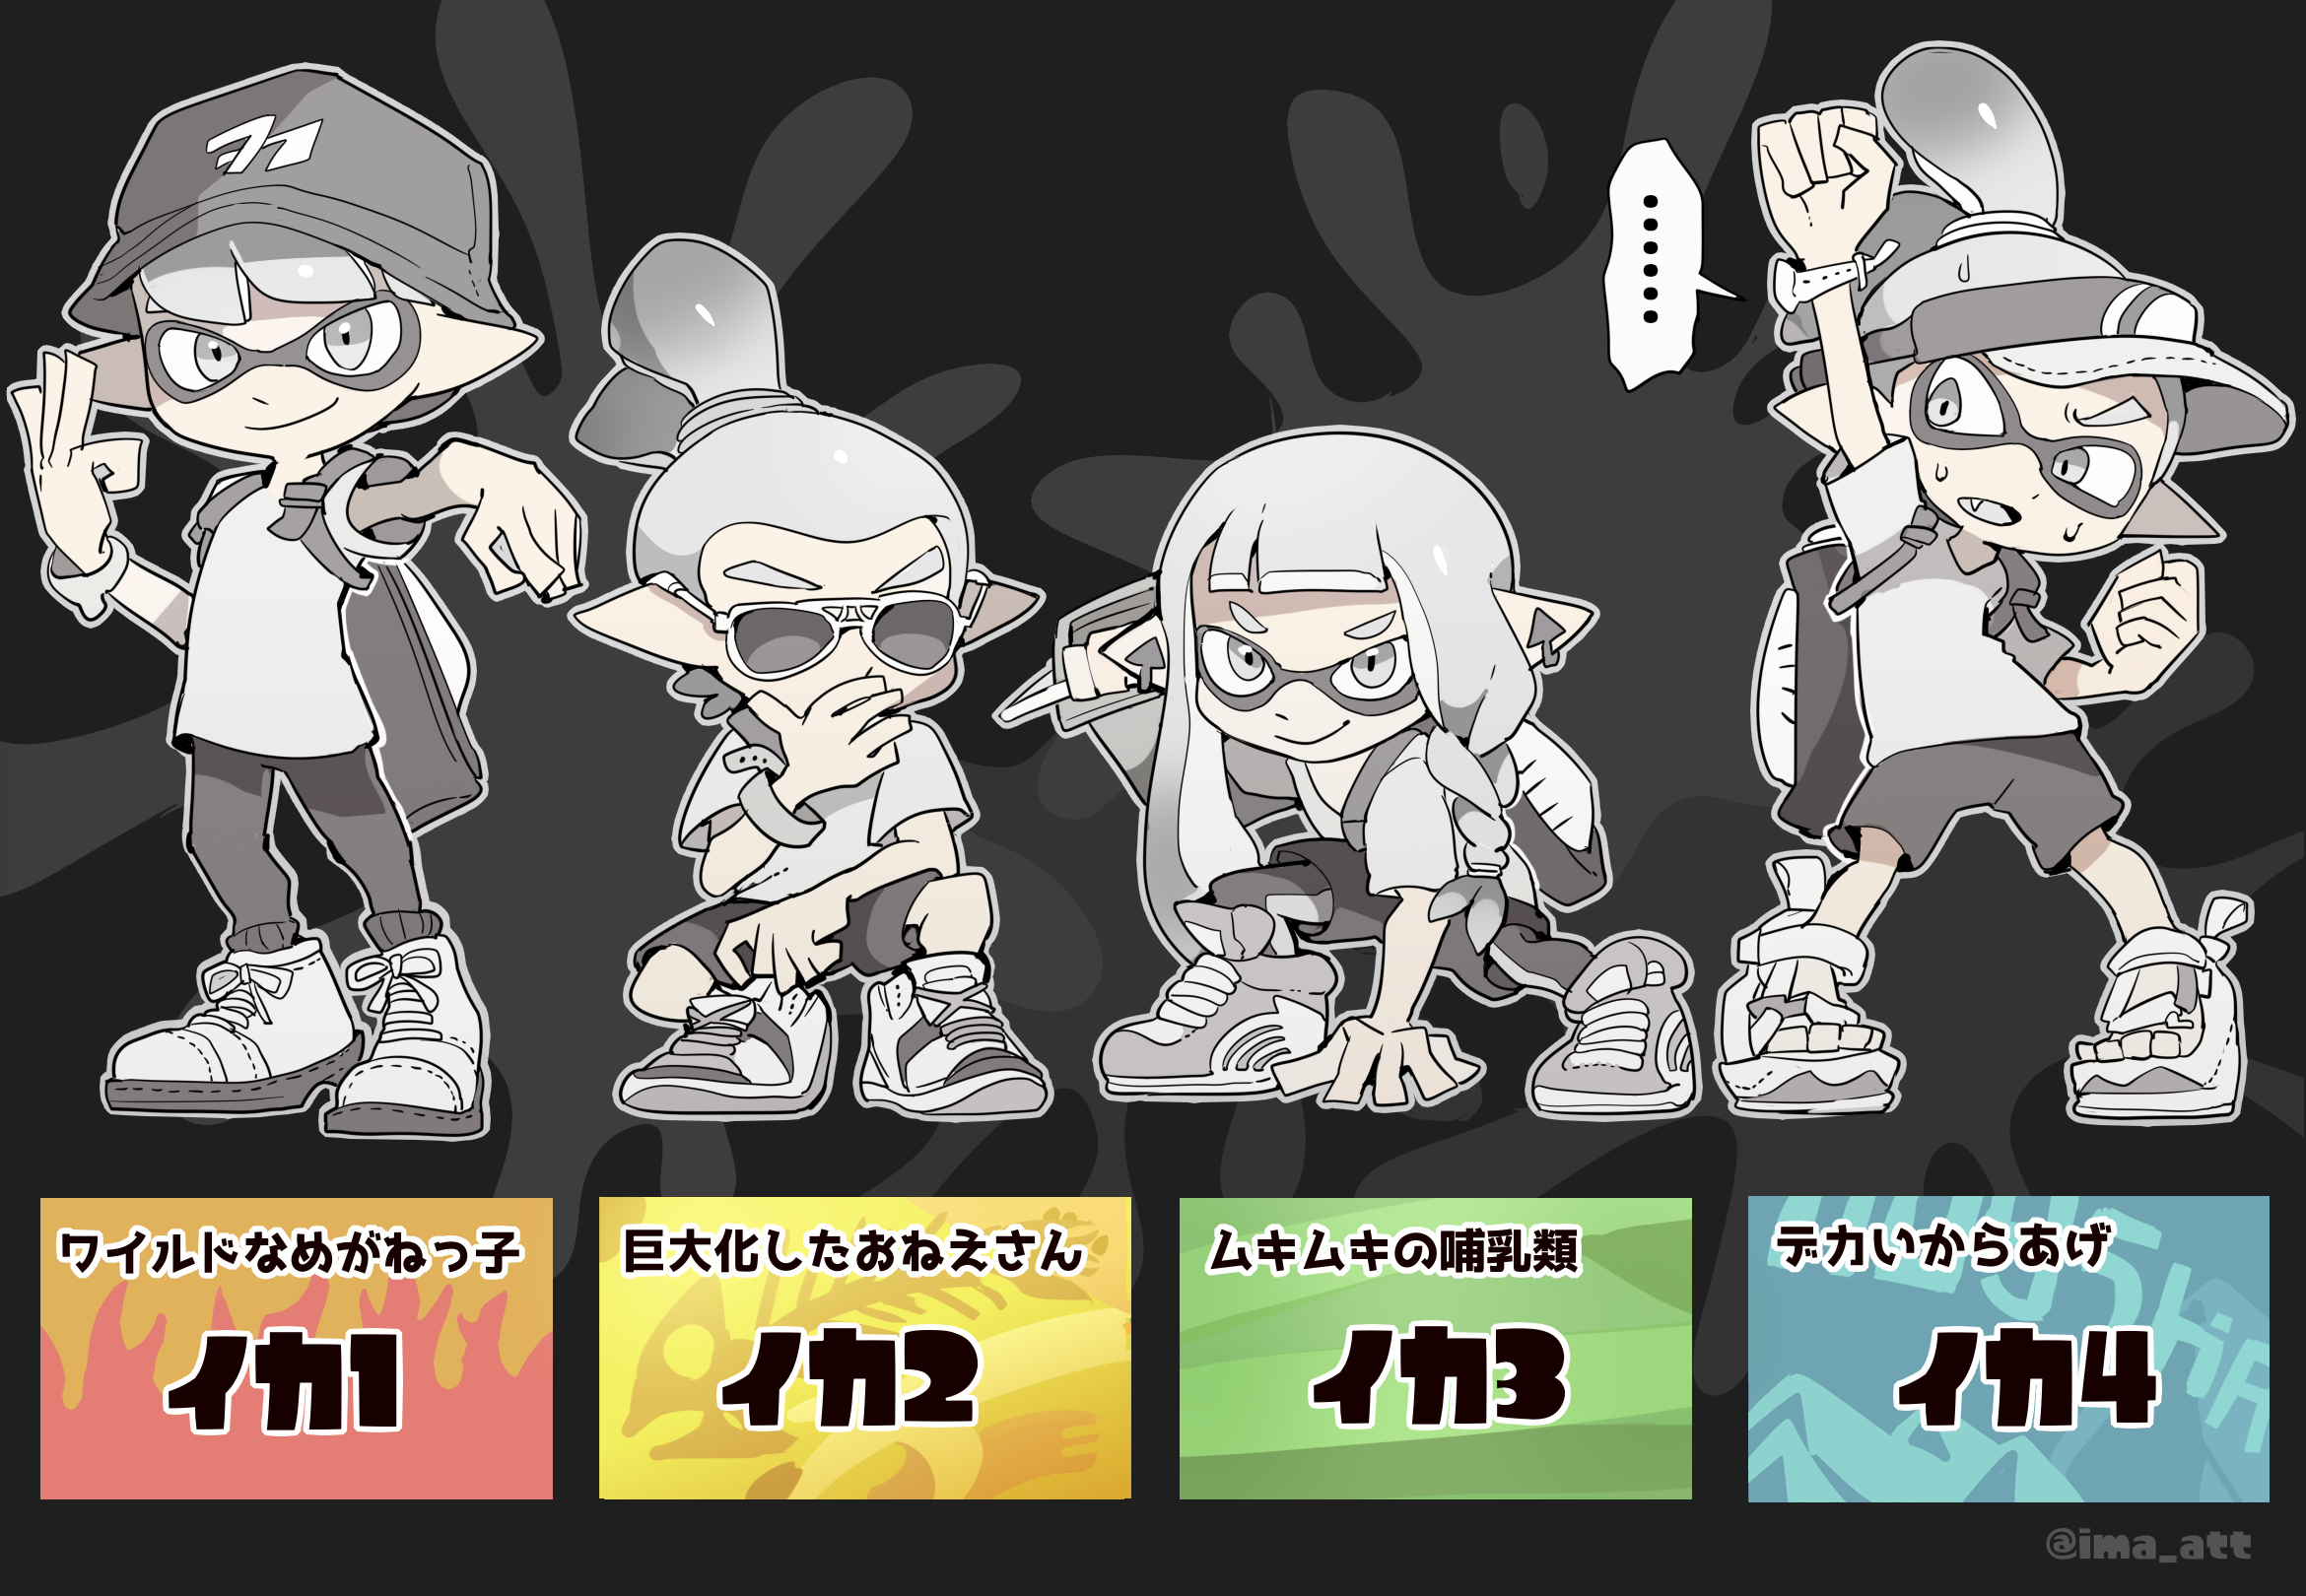 77
……
ワイルドなめがねっ子
イカ1
巨大化したおねえさん
イカ2
ムキムキの哺乳類
イカ3
デカいからあげ
イカ4
@ima_att